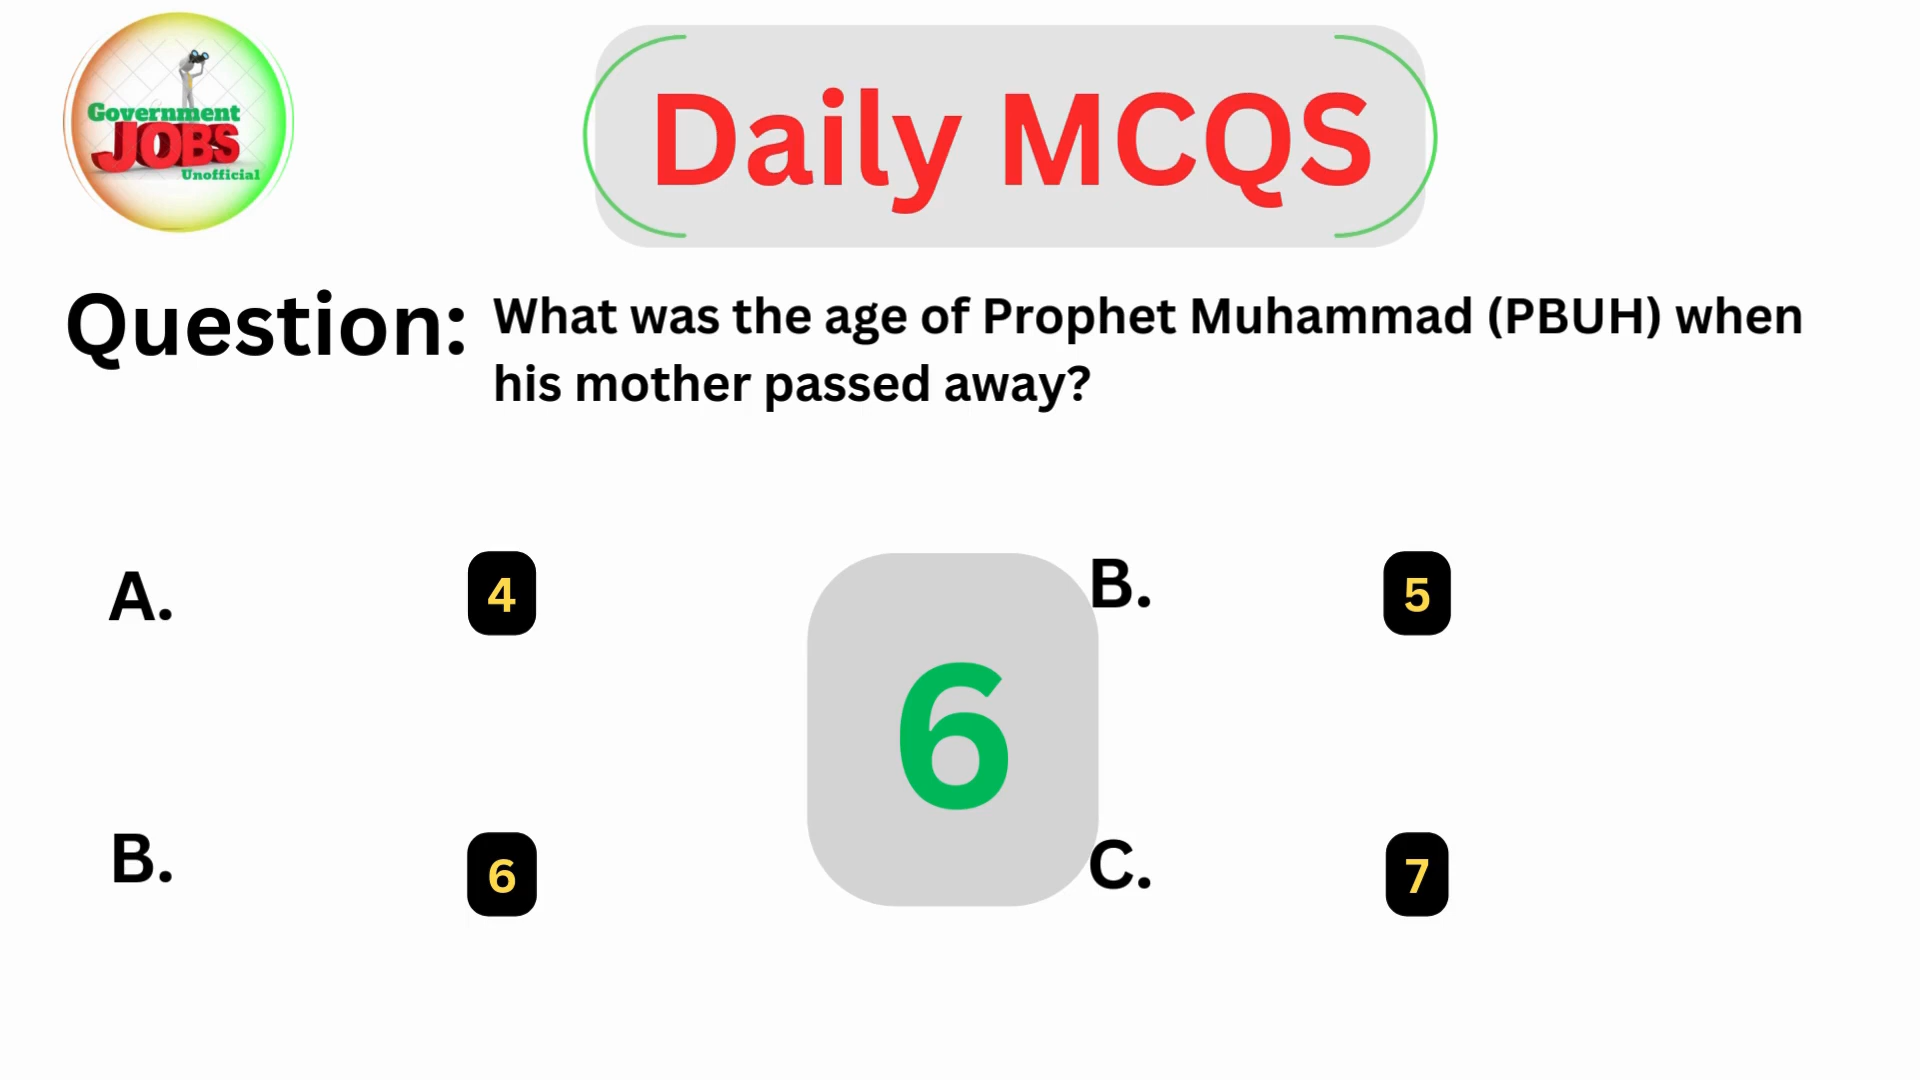 Government
JOBS
Unofficial
Daily MCQS
Question: What was the age of Prophet Muhammad (PBUH) when
his mother passed away?
A. 4
B. 5
6
B. 6
C. 7